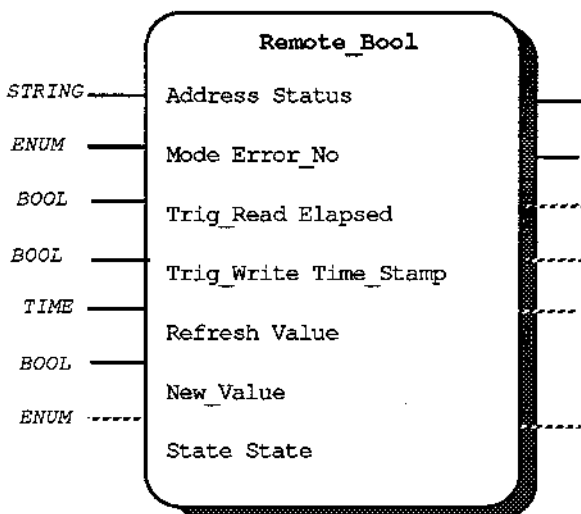 Remote_Bool
STRING Address Status
ENUM Mode Error_No
BOOL Trig_Read Elapsed
BOOL Trig_Write Time_Stamp
TIME Refresh Value
BOOL New_Value
ENUM State State